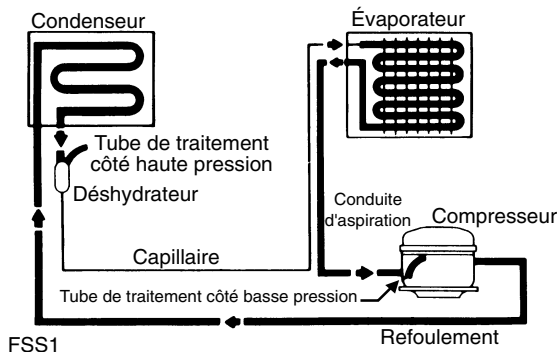 Condenseur
Évaporateur
Tube de traitement
côté haute pression
Déshydrateur
Conduite
d'aspiration
Compresseur
Capillaire
Tube de traitement côté basse pression
Refoulement
FSS1